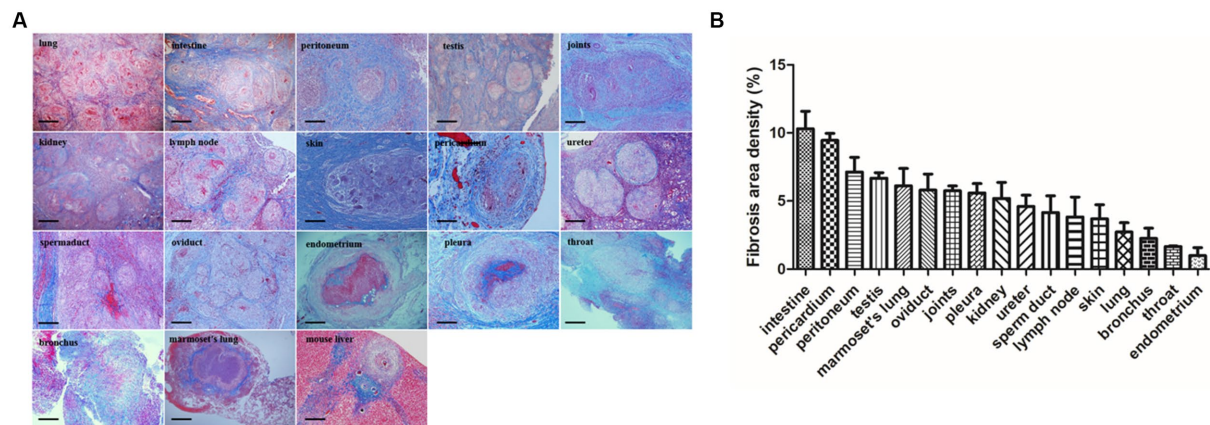 A
lung
intestine
peritoneum
testis
joints
kidney
lymph node
skin
pericardium
ureter
spermaduct
oviduct
endometrium
pleura
throat
bronchus
marmoset's lung
mouse liver
B
Fibrosis area density (%)
15
10
5
0
intestine
pericardium
peritoneum
testis
marmoset's lung
oviduct
joints
pleura
kidney
ureter
sperm duct
lymph node
skin
lung
bronchus
throat
endometrium